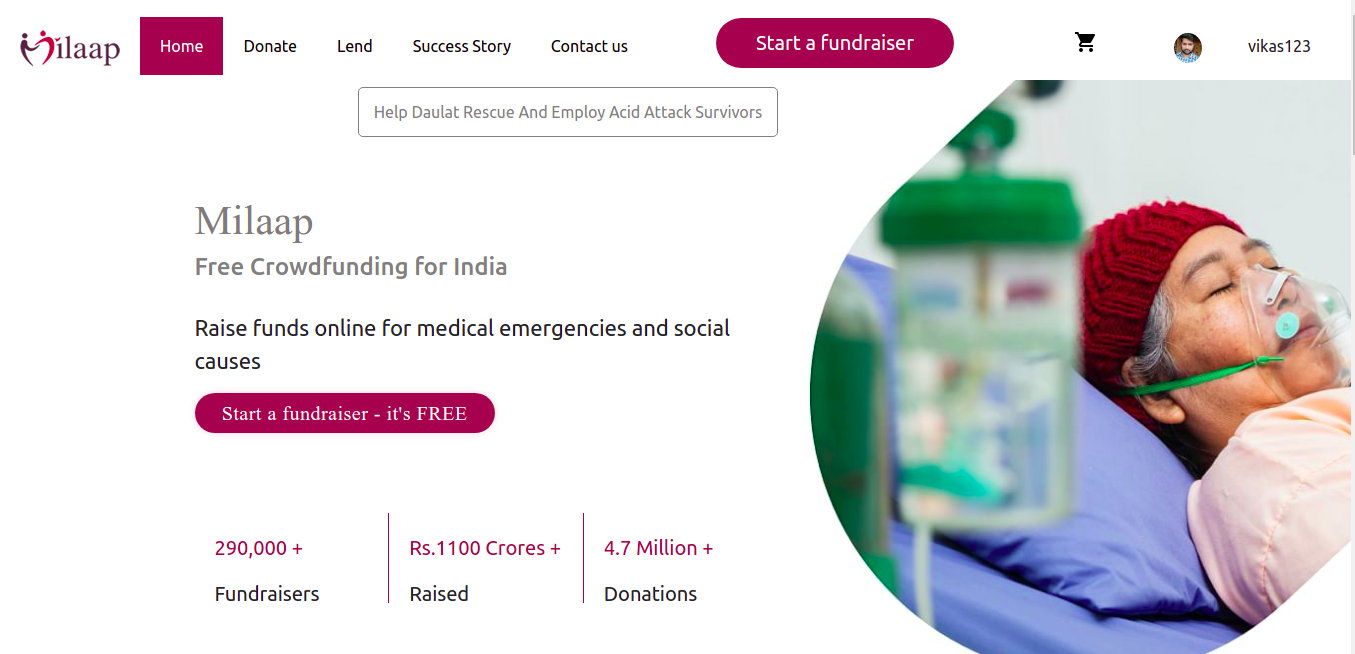 Milaap
Home
Donate
Lend
Success Story
Contact us
Start a fundraiser
vikas123
Help Daulat Rescue And Employ Acid Attack Survivors
Milaap
Free Crowdfunding for India
Raise funds online for medical emergencies and social
causes
Start a fundraiser - it's FREE
290,000 +
Rs.1100 Crores +
4.7 Million +
Fundraisers
Raised
Donations